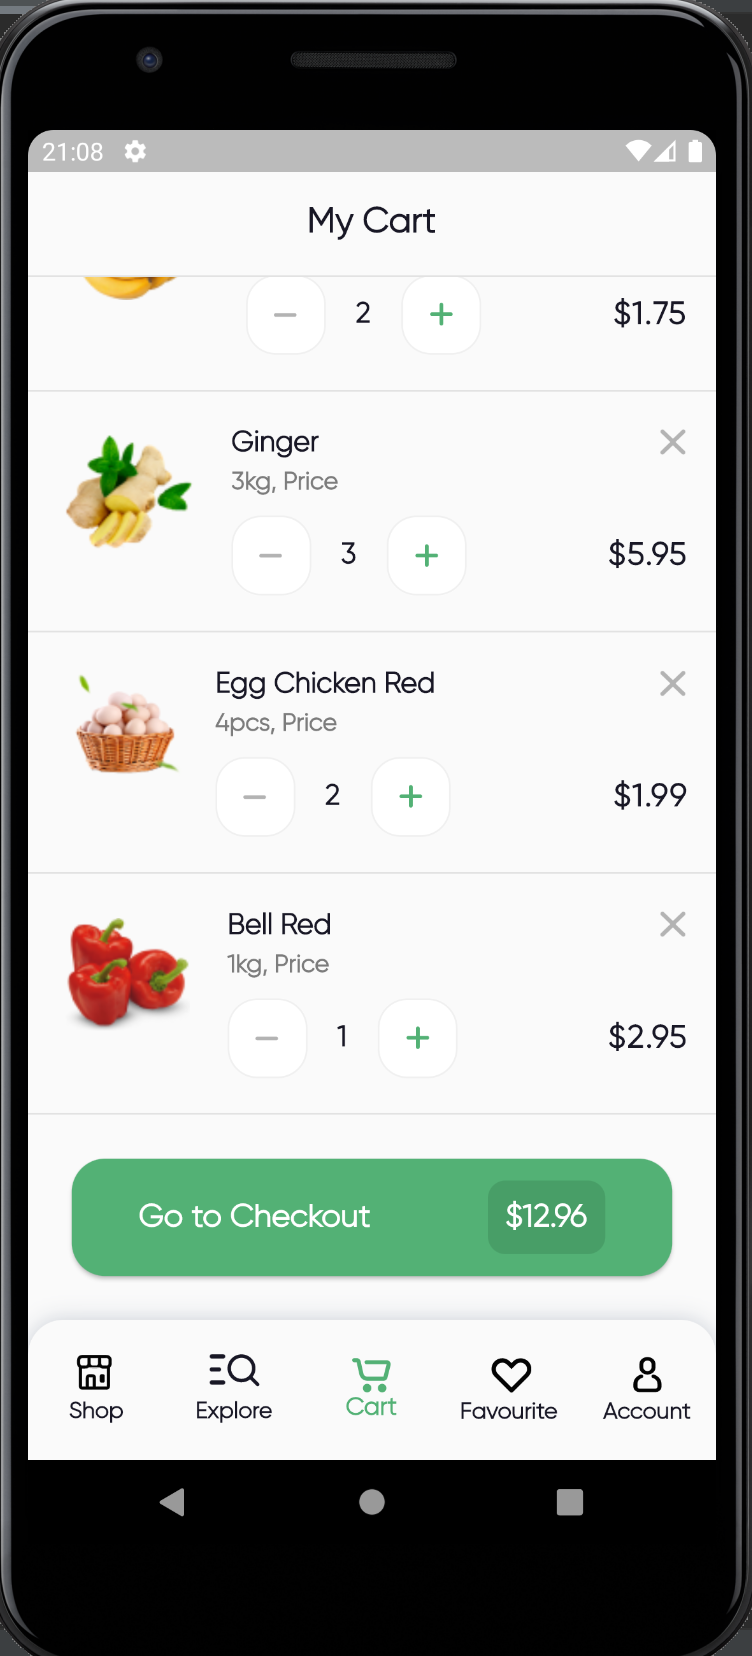 21:08
My Cart
2 $1.75
Ginger
3kg, Price
3 $5.95
Egg Chicken Red
4pcs, Price
2 $1.99
Bell Red
1kg, Price
1 $2.95
Go to Checkout $12.96
Shop Explore Cart Favourite Account